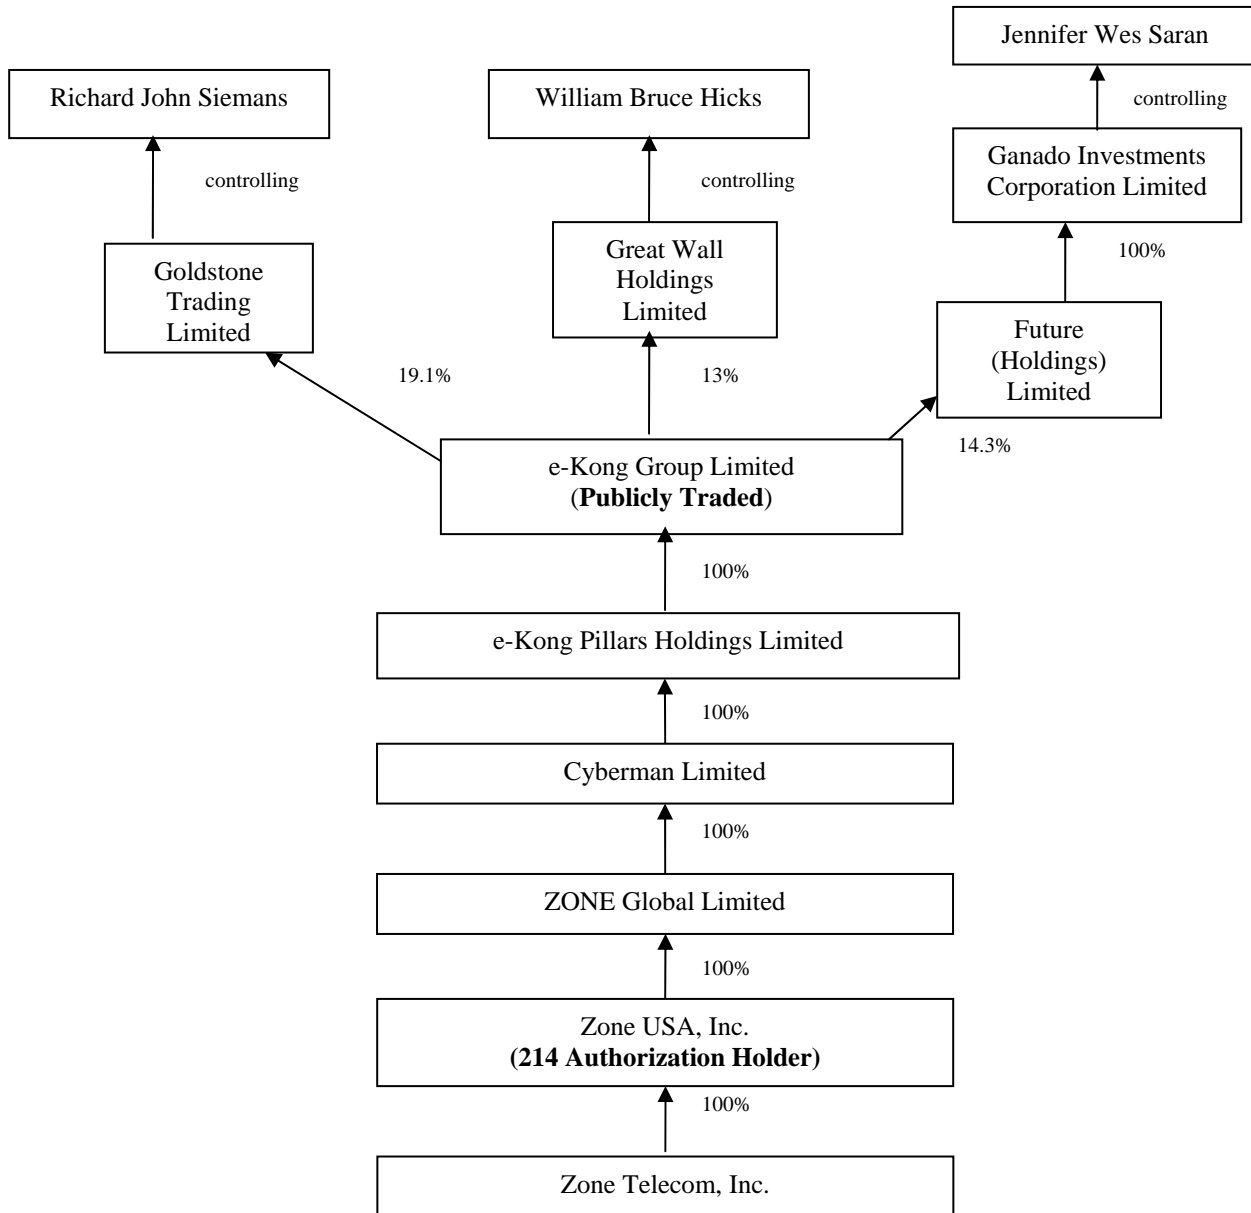 Jennifer Wes Saran
Richard John Siemans
William Bruce Hicks
controlling
controlling
controlling
Ganado Investments
Corporation Limited
100%
Goldstone
Trading
Limited
Great Wall
Holdings
Limited
Future
(Holdings)
Limited
19.1%
13%
14.3%
e-Kong Group Limited
(Publicly Traded)
100%
e-Kong Pillars Holdings Limited
100%
Cyberman Limited
100%
ZONE Global Limited
100%
Zone USA, Inc.
(214 Authorization Holder)
100%
Zone Telecom, Inc.